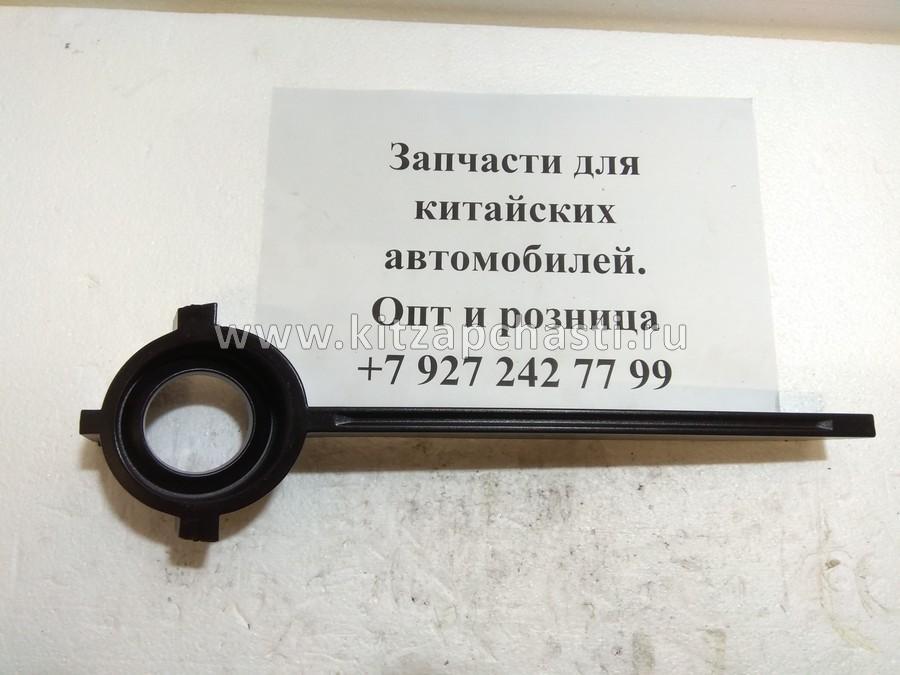 Запчасти для
китайских
автомобилей.
Опт и розница
www.kitzapchasti.ru
+7 927 242 77 99